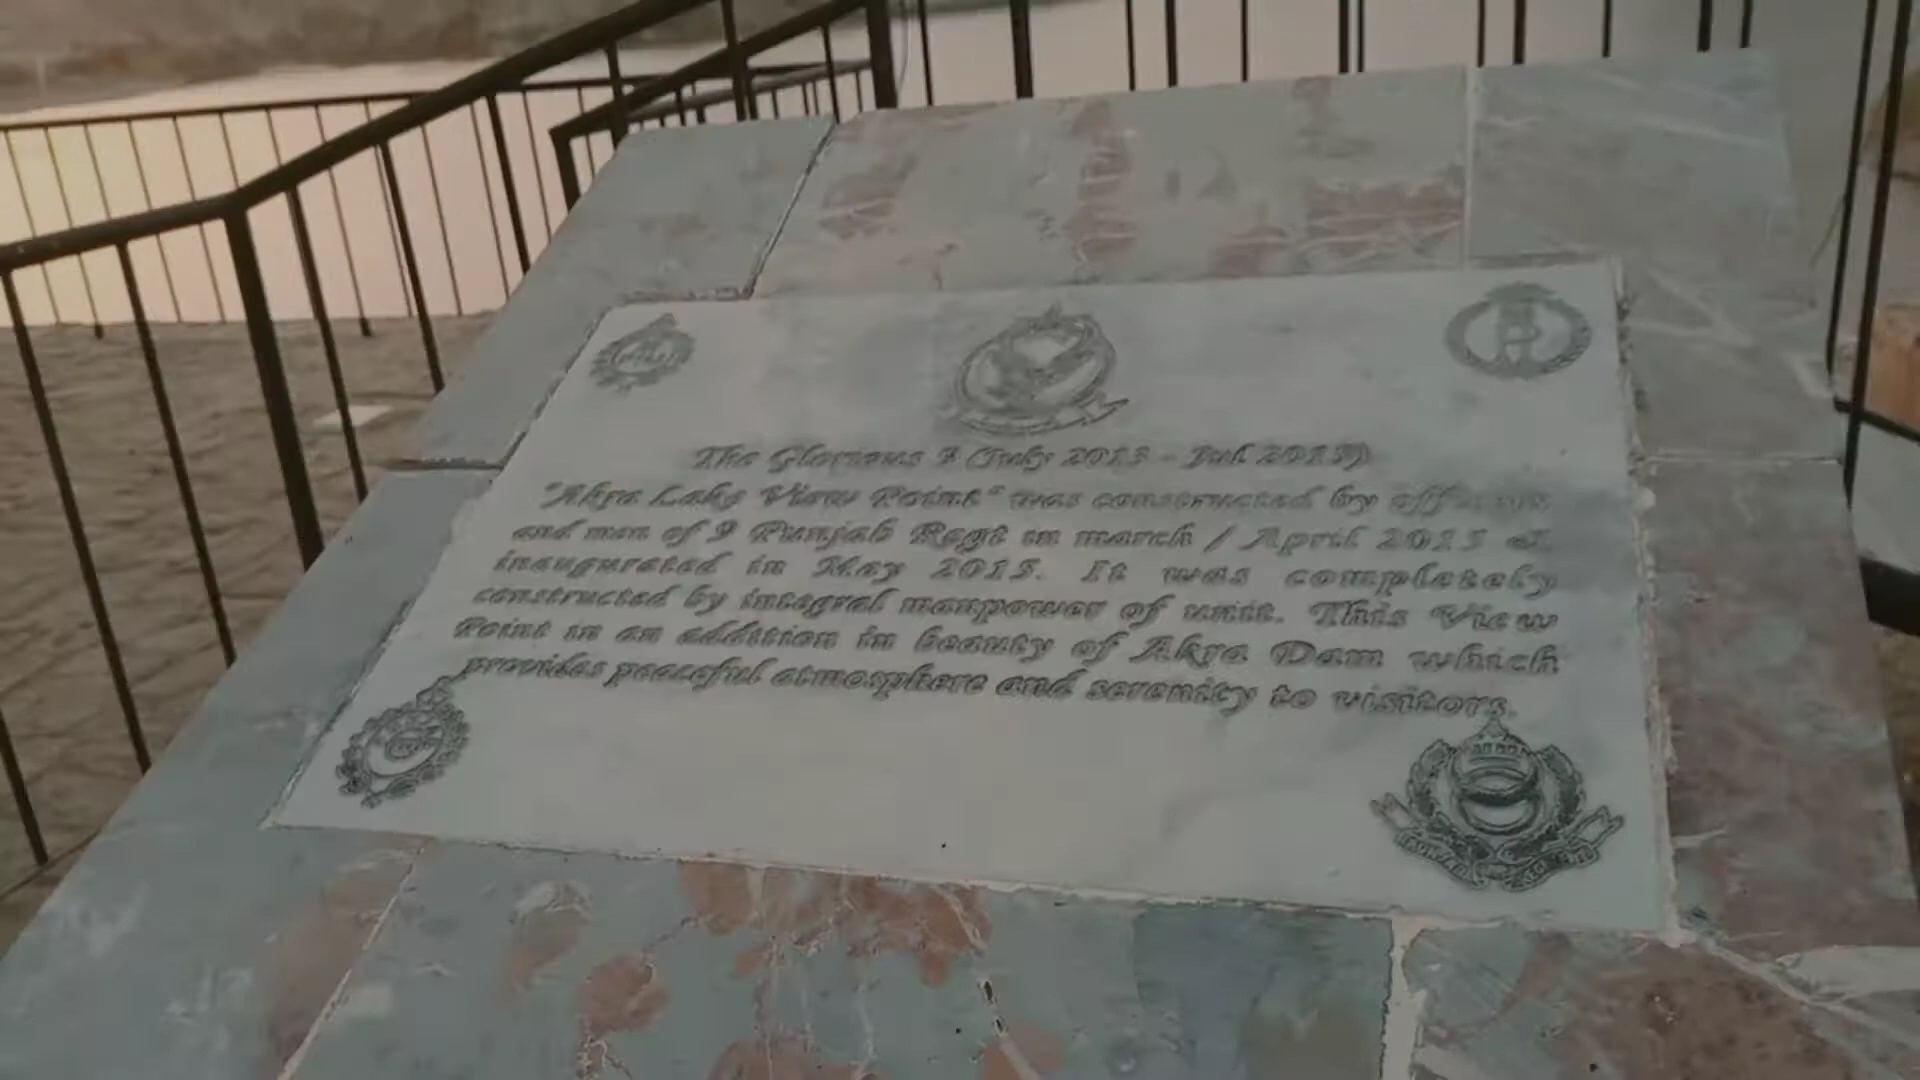 The Glorious 9 (July 2013 - Jul 2015)
"Akra Lake View Point" was constructed by officers
and men of 9 Punjab Regt in march / April 2015 &
inaugurated in May 2015. It was completely
constructed by integral manpower of unit. This View
Point in an addition in beauty of Akra Dam which
provides peaceful atmosphere and serenity to visitors.